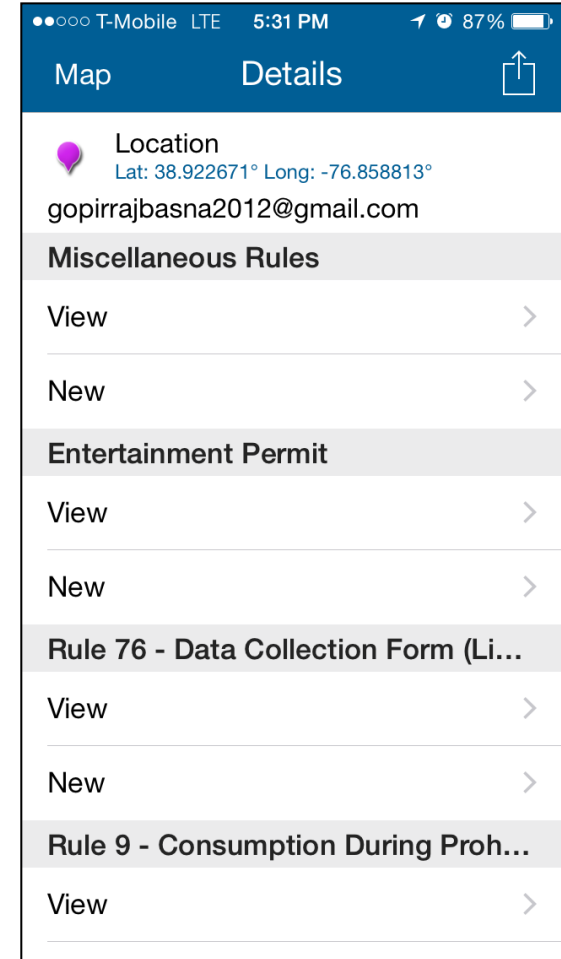 T-Mobile LTE 5:31 PM 87%
Map Details
Location
Lat: 38.922671° Long: -76.858813°
gopirrajbasna2012@gmail.com
Miscellaneous Rules
View
New
Entertainment Permit
View
New
Rule 76 - Data Collection Form (Li...
View
New
Rule 9 - Consumption During Proh...
View